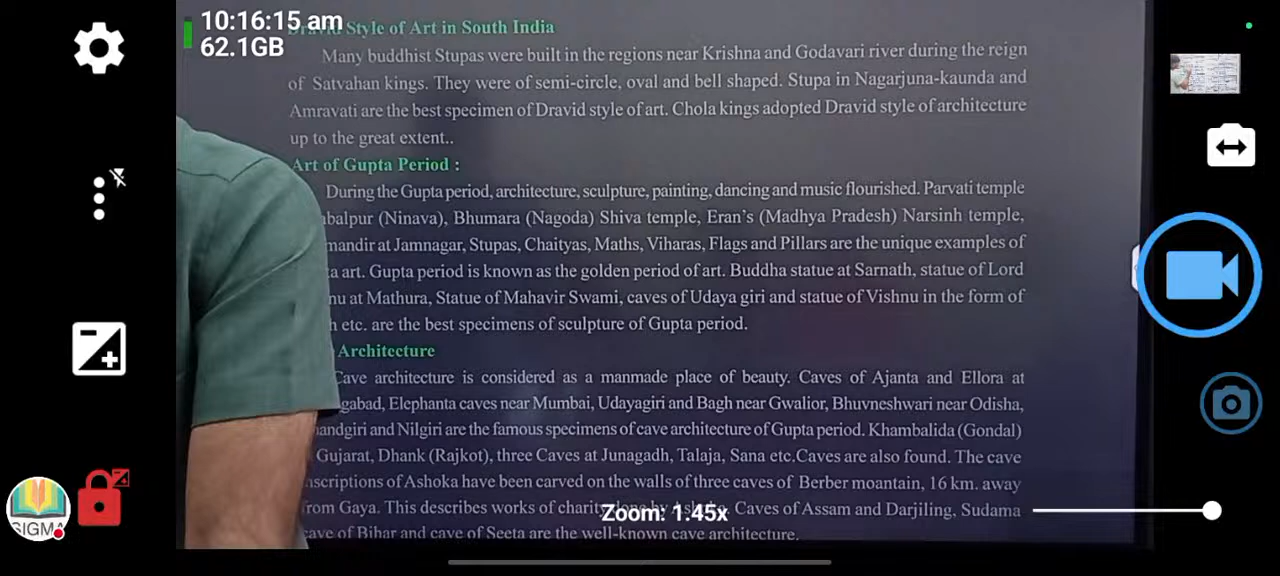 10:16:15 am
62.1GB
Style of Art in South India
Many buddhist Stupas were built in the regions near Krishna and Godavari river during the reign
of Satvahan kings. They were of semi-circle, oval and bell shaped. Stupa in Nagarjuna-kaunda and
Amravati are the best specimen of Dravid style of art. Chola kings adopted Dravid style of architecture
up to the great extent..
Art of Gupta Period :
During the Gupta period, architecture, sculpture, painting, dancing and music flourished. Parvati temple
(Ninava), Bhumara (Nagoda) Shiva temple, Eran's (Madhya Pradesh) Narsinh temple,
at Jamnagar, Stupas, Chaityas, Maths, Viharas, Flags and Pillars are the unique examples of
art. Gupta period is known as the golden period of art. Buddha statue at Sarnath, statue of Lord
at Mathura, Statue of Mahavir Swami, caves of Udaya giri and statue of Vishnu in the form of
etc. are the best specimens of sculpture of Gupta period.
Architecture
Cave architecture is considered as a manmade place of beauty. Caves of Ajanta and Ellora at
Elephanta caves near Mumbai, Udayagiri and Bagh near Gwalior, Bhuvneshwari near Odisha,
and Nilgiri are the famous specimens of cave architecture of Gupta period. Khambalida (Gondal)
Gujarat, Dhank (Rajkot), three Caves at Junagadh, Talaja, Sana etc.Caves are also found. The cave
of Ashoka have been carved on the walls of three caves of Berber moantain, 16 km. away
from Gaya. This describes works of charity Caves of Assam and Darjiling, Sudama
cave of Bihar and cave of Seeta are the well-known cave architecture.
Zoom: 1.45x
SIGMA